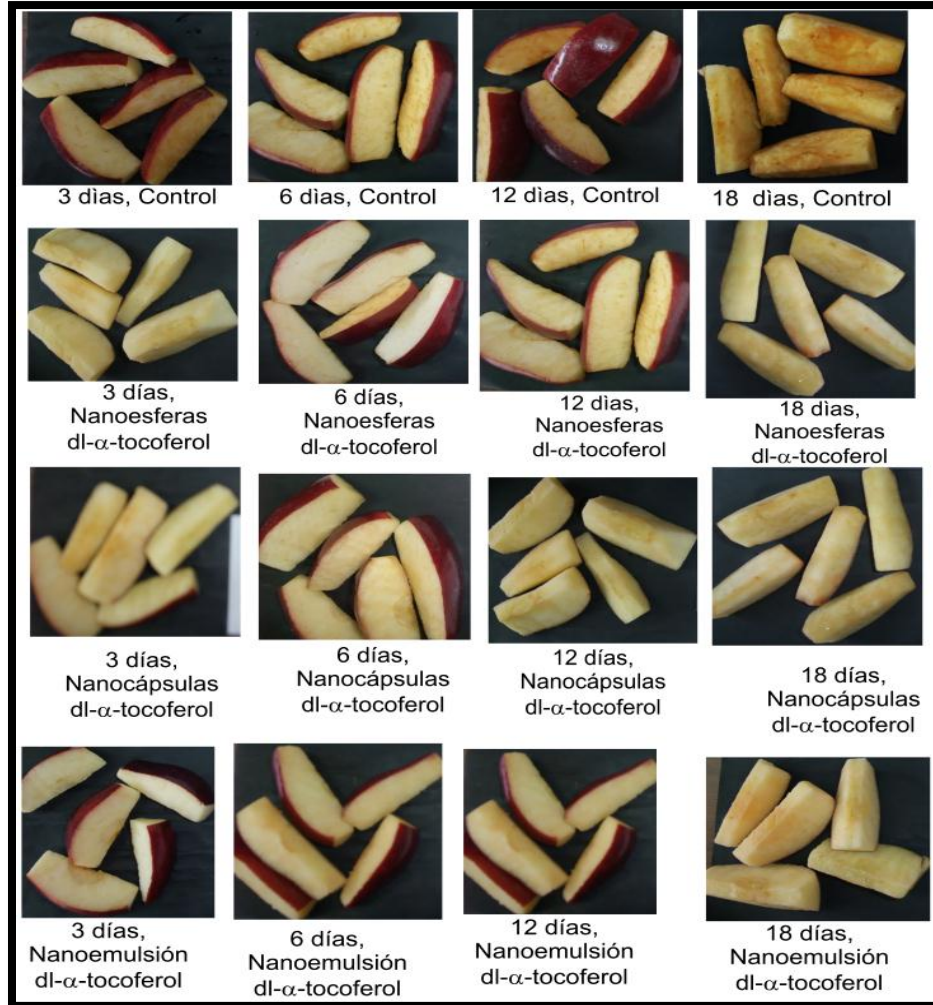 3 dìas, Control
6 dìas, Control
12 dìas, Control
18 dìas, Control
3 días,
Nanoesferas
dl-α-tocoferol
6 días,
Nanoesferas
dl-α-tocoferol
12 dìas,
Nanoesferas
dl-α-tocoferol
18 dìas,
Nanoesferas
dl-α-tocoferol
3 días,
Nanocápsulas
dl-α-tocoferol
6 días,
Nanocápsulas
dl-α-tocoferol
12 días,
Nanocápsulas
dl-α-tocoferol
18 días,
Nanocápsulas
dl-α-tocoferol
3 días,
Nanoemulsión
dl-α-tocoferol
6 días,
Nanoemulsión
dl-α-tocoferol
12 días,
Nanoemulsión
dl-α-tocoferol
18 días,
Nanoemulsión
dl-α-tocoferol